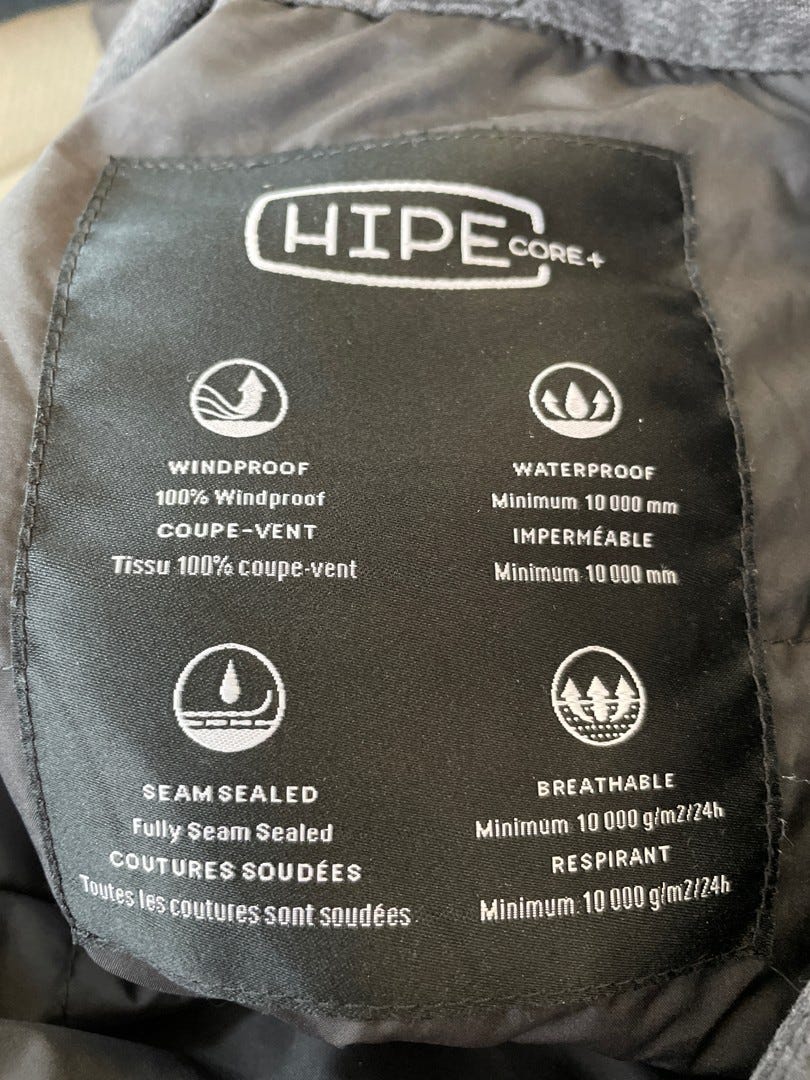 HIPE CORE+
WINDPROOF
100% Windproof
COUPE-VENT
Tissu 100% coupe-vent
WATERPROOF
Minimum 10 000 mm
IMPERMÉABLE
Minimum 10 000 mm
SEAM SEALED
Fully Seam Sealed
COUTURES SOUDÉES
Toutes les coutures sont soudées
BREATHABLE
Minimum 10 000 g/m2/24h
RESPIRANT
Minimum 10 000 g/m2/24h